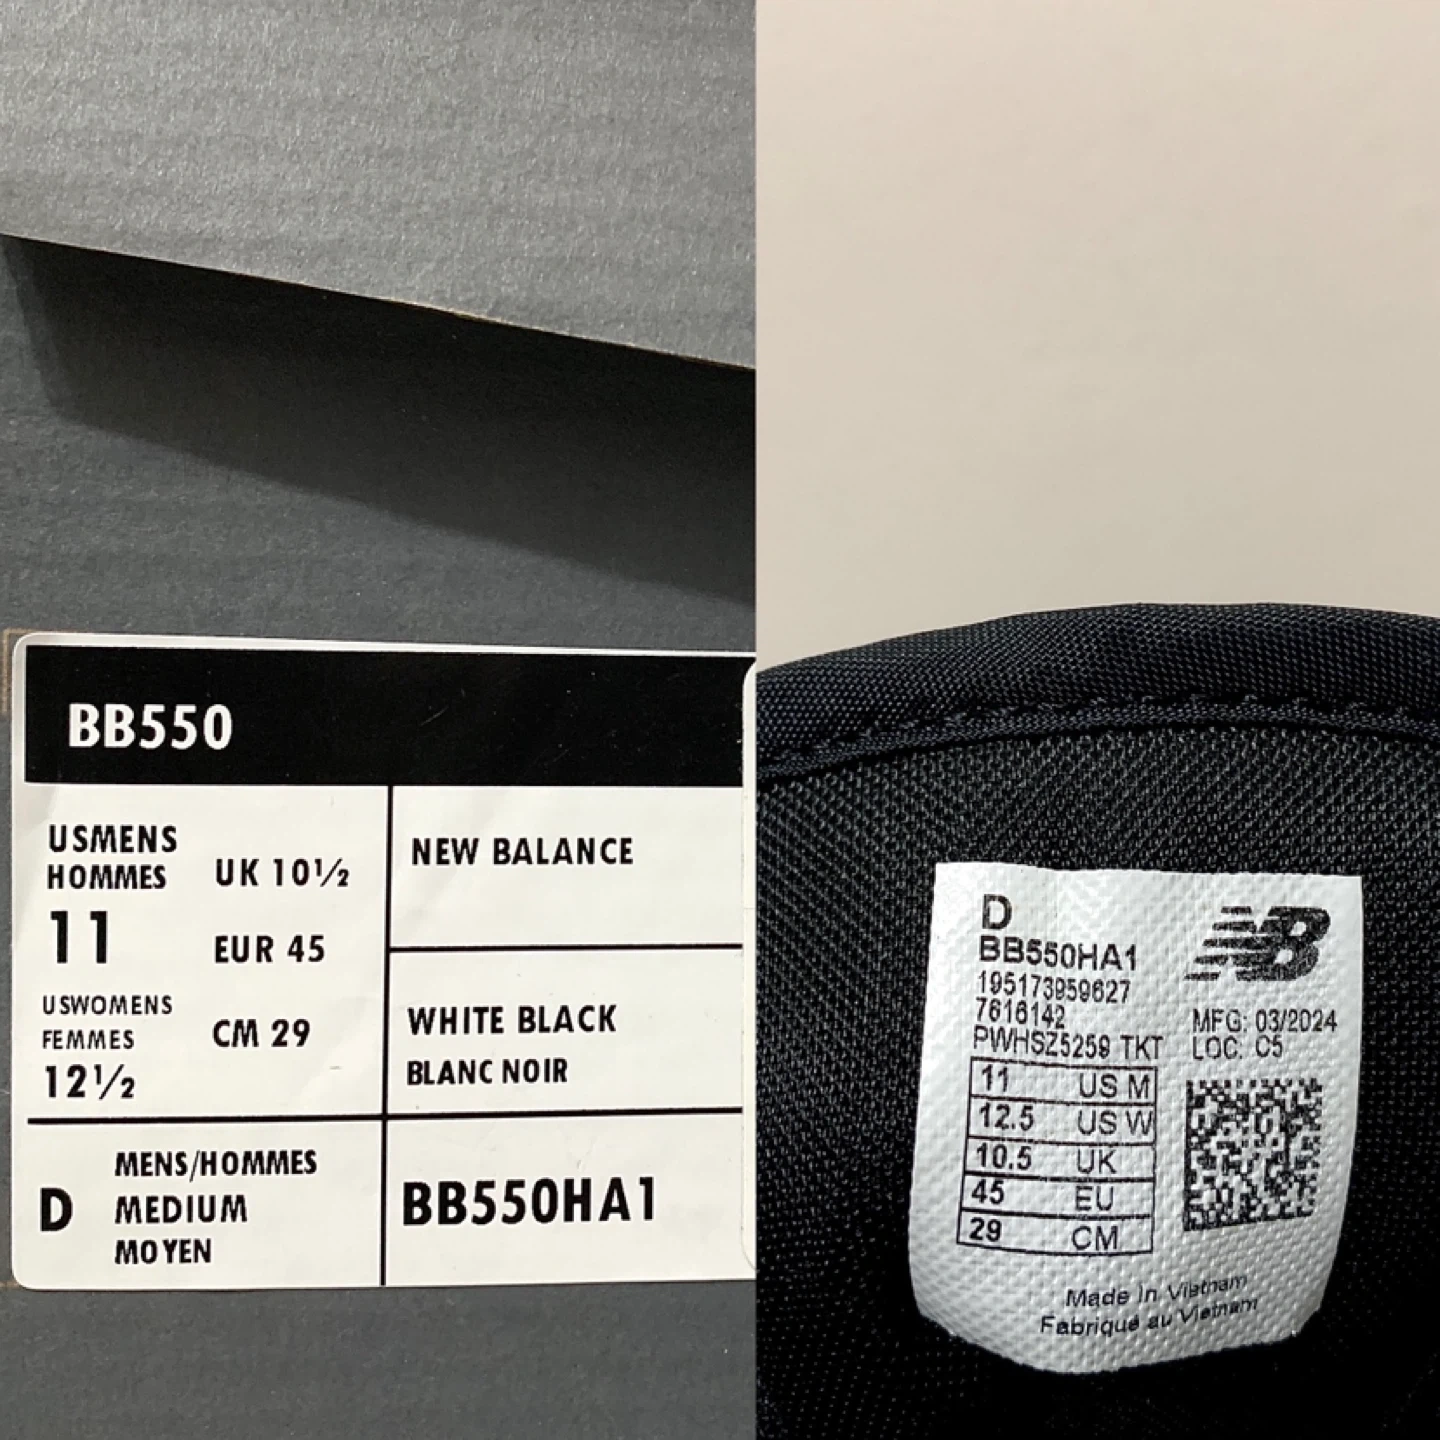 BB550
USMENS
HOMMES
11
UK 10½
EUR 45
USWOMENS
FEMMES
12½
CM 29
NEW BALANCE
WHITE BLACK
BLANC NOIR
D
MENS/HOMMES
MEDIUM
MOYEN
BB550HA1
D
BB550HA1
195173959627
7616142
PWHSZ5259 TKT
NB
MFG: 03/2024
LOC: C5
11 US M
12.5 US W
10.5 UK
45 EU
29 CM
Made in Vietnam
Fabriqué au Vietnam